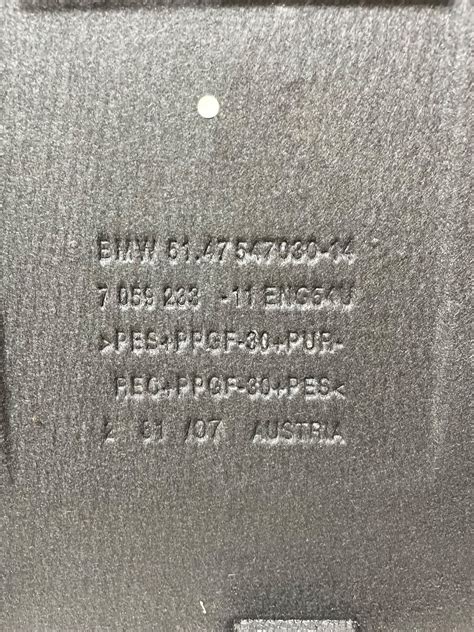 BMW 51.47 547030-14
7 059 233 -11 ENG54U
>PES+PPGF-30+PUR-
REC+PPGF-30+PES<
2 01 /07 AUSTRIA